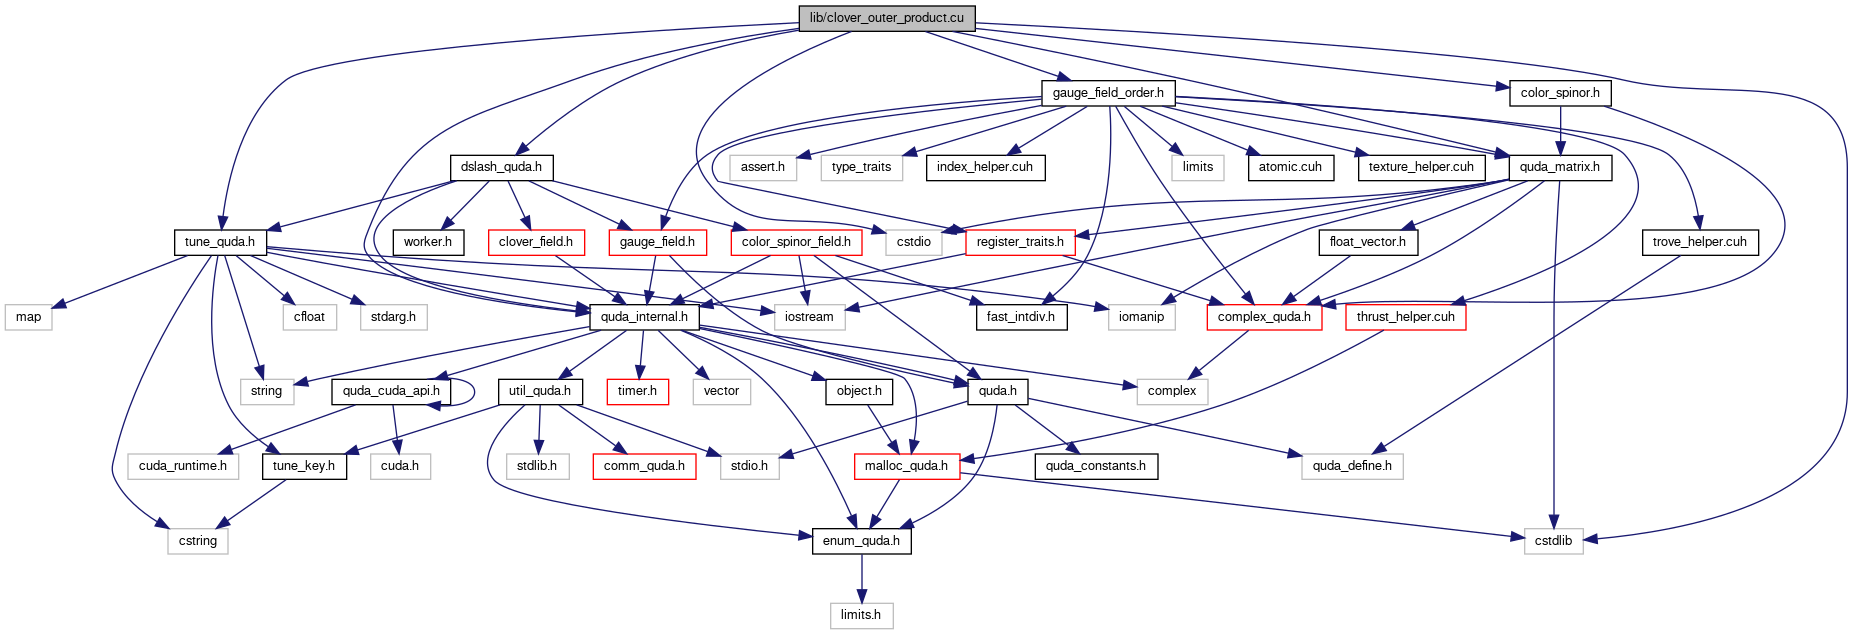 lib/clover_outer_product.cu
gauge_field_order.h
color_spinor.h
dslash_quda.h
assert.h
type_traits
index_helper.cuh
limits
atomic.cuh
texture_helper.cuh
quda_matrix.h
tune_quda.h
worker.h
clover_field.h
gauge_field.h
color_spinor_field.h
cstdio
register_traits.h
float_vector.h
trove_helper.cuh
map
cfloat
stdarg.h
quda_internal.h
iostream
fast_intdiv.h
iomanip
complex_quda.h
thrust_helper.cuh
string
quda_cuda_api.h
util_quda.h
timer.h
vector
object.h
quda.h
complex
cuda_runtime.h
tune_key.h
cuda.h
stdlib.h
comm_quda.h
stdio.h
malloc_quda.h
quda_constants.h
quda_define.h
cstring
enum_quda.h
cstdlib
limits.h